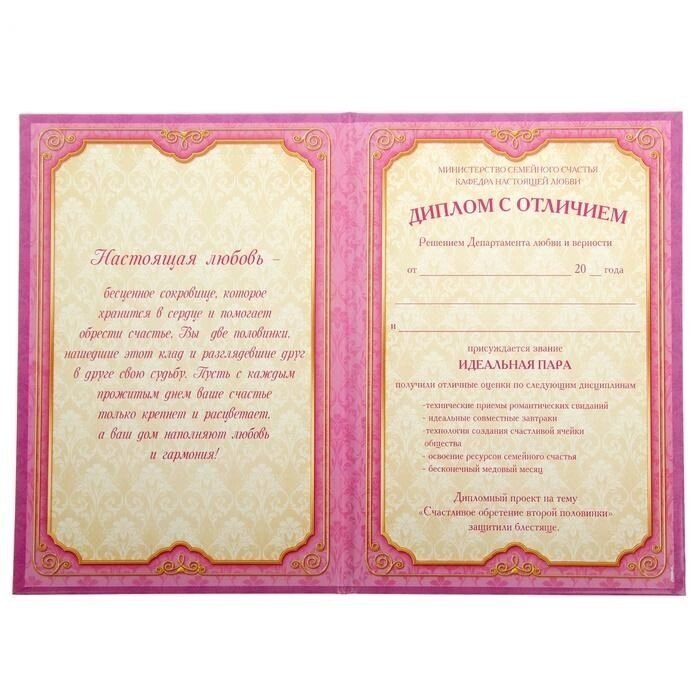 Настоящая любовь –
бесценное сокровище, которое
хранится в сердце и помогает
обрести счастье. Вы две половинки,
нашедшие этот клад и разглядевшие друг
в друге свою судьбу. Пусть с каждым
прожитым днем ваше счастье
только крепнет и расцветает,
а ваш дом наполняют любовь
и гармония!
МИНИСТЕРСТВО СЕМЕЙНОГО СЧАСТЬЯ
КАФЕДРА НАСТОЯЩЕЙ ЛЮБВИ
ДИПЛОМ С ОТЛИЧИЕМ
Решением Департамента любви и верности
от 20 года
и
присуждается звание
ИДЕАЛЬНАЯ ПАРА
получили отличные оценки по следующим дисциплинам
-технические приемы романтических свиданий
- идеальные совместные завтраки
-технология создания счастливой ячейки
общества
- освоение ресурсов семейного счастья
- бесконечный медовый месяц
Дипломный проект на тему
«Счастливое обретение второй половинки»
защитили блестяще.